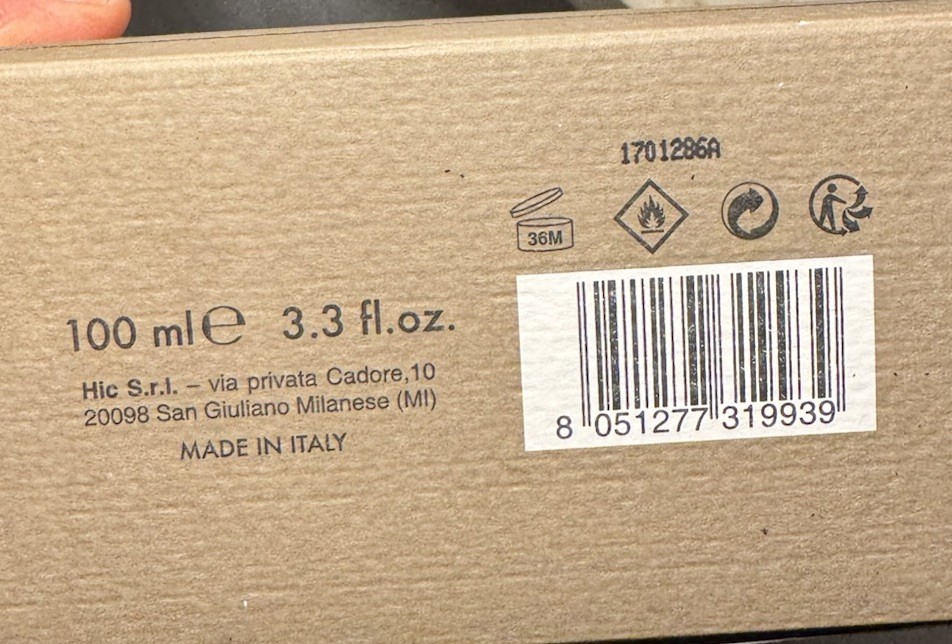 1701286A
36M
100 ml ℮ 3.3 fl.oz.
Hic S.r.l. – via privata Cadore,10
20098 San Giuliano Milanese (MI)
MADE IN ITALY
8 051277 319939